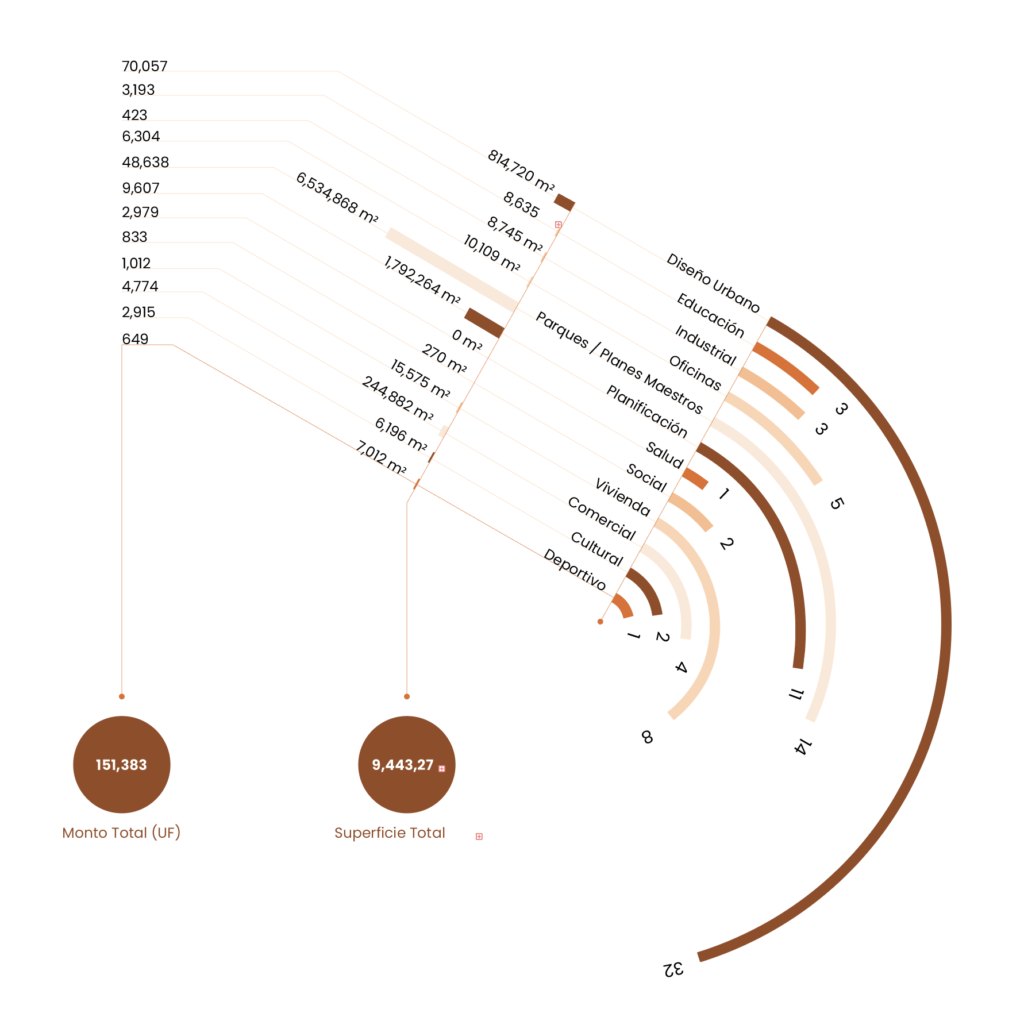 70,057
3,193
423
6,304
48,638
9,607
2,979
833
1,012
4,774
2,915
649
814,720 m²
8,635
8,745 m²
10,109 m²
6,534,868 m²
1,792,264 m²
0 m²
270 m²
15,575 m²
244,882 m²
6,196 m²
7,012 m²
Diseño Urbano
Educación
Industrial
Oficinas
Parques / Planes Maestros
Planificación
Salud
Social
Vivienda
Comercial
Cultural
Deportivo
3
3
5
1
2
1
2
4
11
8
14
32
151,383
Monto Total (UF)
9,443,27
Superficie Total